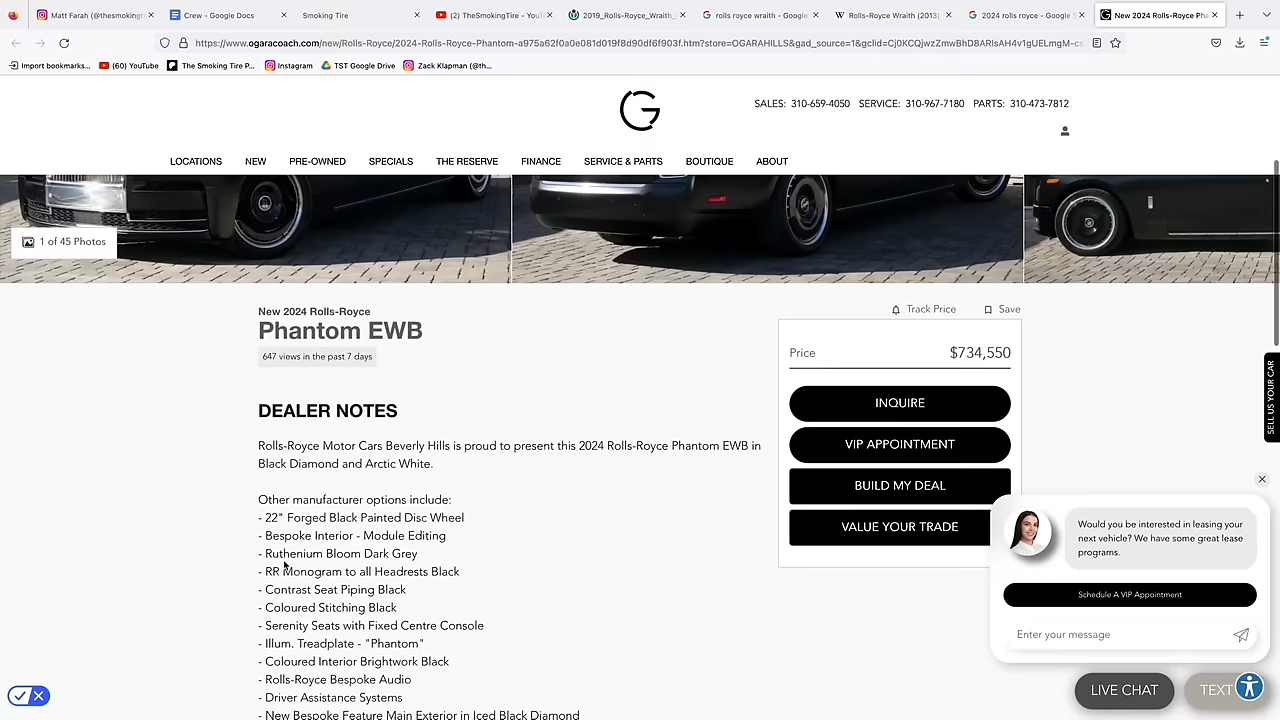 Matt Farah (@thesmokingti
Crew - Google Docs
Smoking Tire
(2) TheSmokingTire - YouT
2019_Rolls-Royce_Wraith_
rolls royce wraith - Google
Rolls-Royce Wraith (2013)
2024 rolls royce - Google S
New 2024 Rolls-Royce Pha
https://www.ogaracoach.com/new/Rolls-Royce/2024-Rolls-Royce-Phantom-a975a62f0a0e081d019f8d90df6f903f.htm?store=OGARAHILLS&gad_source=1&gclid=Cj0KCQjwzZmwBhD8ARIsAH4v1gUELmgM-cs
Import bookmarks...
(60) YouTube
The Smoking Tire P...
Instagram
TST Google Drive
Zack Klapman (@th...
G
SALES: 310-659-4050 SERVICE: 310-967-7180 PARTS: 310-473-7812
LOCATIONS NEW PRE-OWNED SPECIALS THE RESERVE FINANCE SERVICE & PARTS BOUTIQUE ABOUT
1 of 45 Photos
New 2024 Rolls-Royce
Phantom EWB
647 views in the past 7 days
Track Price
Save
Price $734,550
INQUIRE
VIP APPOINTMENT
BUILD MY DEAL
VALUE YOUR TRADE
DEALER NOTES
Rolls-Royce Motor Cars Beverly Hills is proud to present this 2024 Rolls-Royce Phantom EWB in
Black Diamond and Arctic White.
Other manufacturer options include:
- 22" Forged Black Painted Disc Wheel
- Bespoke Interior - Module Editing
- Ruthenium Bloom Dark Grey
- RR Monogram to all Headrests Black
- Contrast Seat Piping Black
- Coloured Stitching Black
- Serenity Seats with Fixed Centre Console
- Illum. Treadplate - "Phantom"
- Coloured Interior Brightwork Black
- Rolls-Royce Bespoke Audio
- Driver Assistance Systems
- New Bespoke Feature Main Exterior in Iced Black Diamond
SELL US YOUR CAR
Would you be interested in leasing your
next vehicle? We have some great lease
programs.
Schedule A VIP Appointment
Enter your message
LIVE CHAT
TEXT